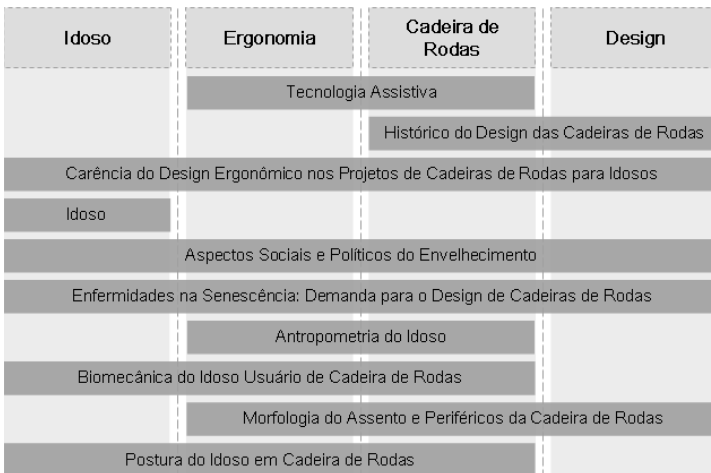 Idoso
Ergonomia
Cadeira de
Rodas
Design
Tecnologia Assistiva
Histórico do Design das Cadeiras de Rodas
Carência do Design Ergonômico nos Projetos de Cadeiras de Rodas para Idosos
Idoso
Aspectos Sociais e Políticos do Envelhecimento
Enfermidades na Senescência: Demanda para o Design de Cadeiras de Rodas
Antropometria do Idoso
Biomecânica do Idoso Usuário de Cadeira de Rodas
Morfologia do Assento e Periféricos da Cadeira de Rodas
Postura do Idoso em Cadeira de Rodas